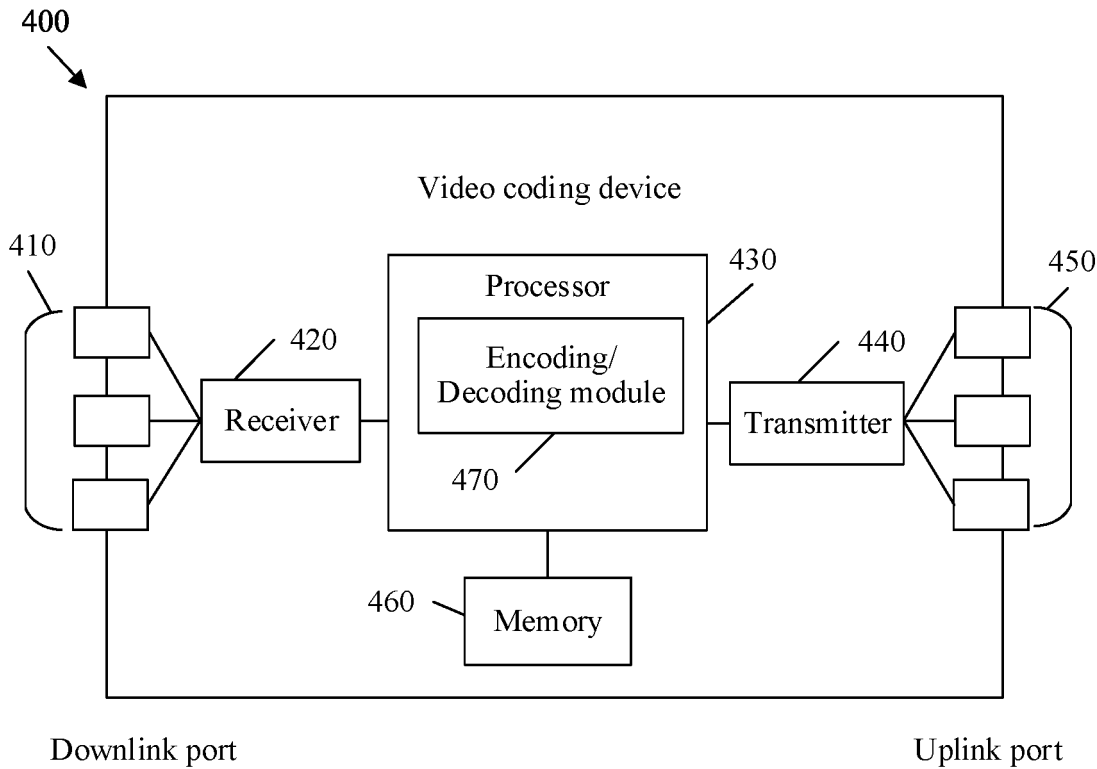 400
Video coding device
410
430
450
Processor
420
440
Encoding/
Decoding module
Receiver
Transmitter
470
460
Memory
Downlink port
Uplink port